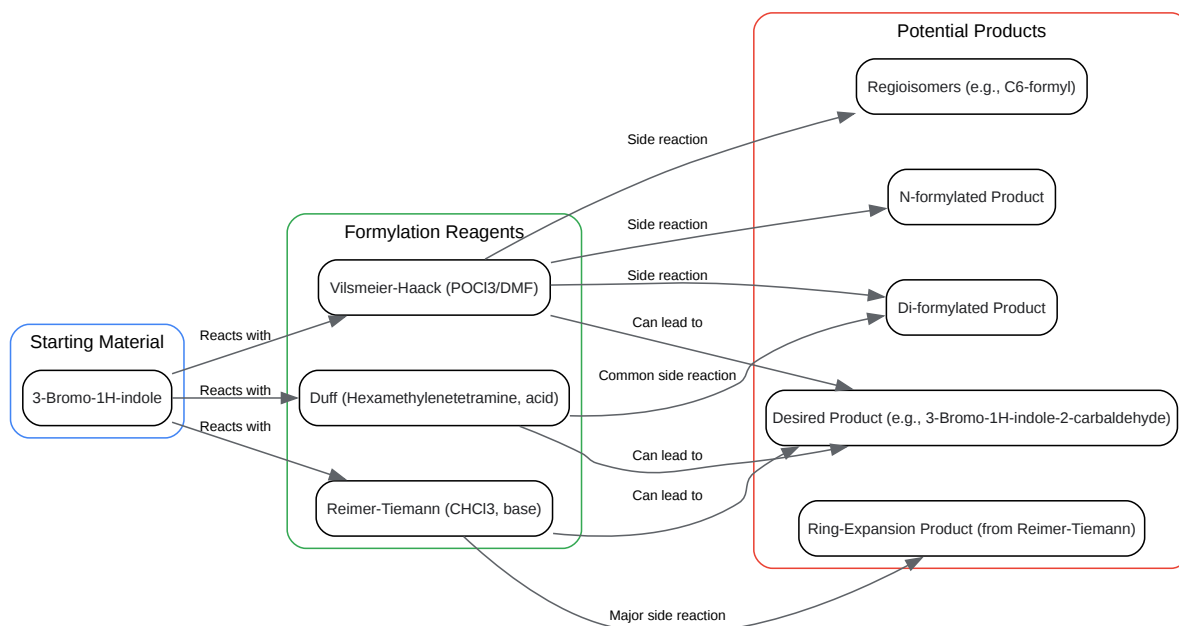 Potential Products
Regioisomers (e.g., C6-formyl)
Side reaction
N-formylated Product
Side reaction
Formylation Reagents
Vilsmeier-Haack (POCl3/DMF)
Side reaction
Di-formylated Product
Can lead to
Starting Material
Reacts with
3-Bromo-1H-indole
Reacts with
Duff (Hexamethylenetetramine, acid)
Common side reaction
Desired Product (e.g., 3-Bromo-1H-indole-2-carbaldehyde)
Reacts with
Can lead to
Reimer-Tiemann (CHCl3, base)
Can lead to
Ring-Expansion Product (from Reimer-Tiemann)
Major side reaction